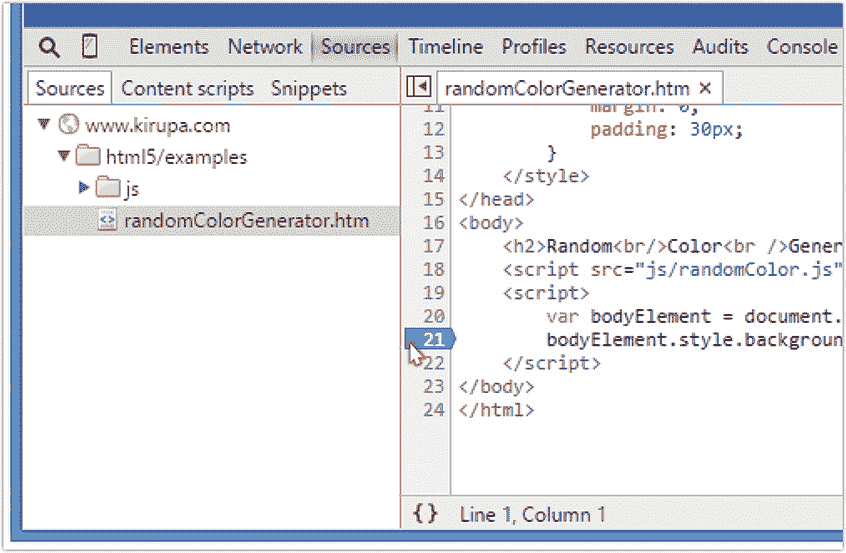 Elements Network Sources Timeline Profiles Resources Audits Console
Sources Content scripts Snippets
www.kirupa.com
html5/examples
js
randomColorGenerator.htm
randomColorGenerator.htm ×
11 margin: 0;
12 padding: 30px;
13 }
14 </style>
15 </head>
16 <body>
17 <h2>Random<br/>Color<br />Gener
18 <script src="js/randomColor.js"
19 <script>
20 var bodyElement = document.
21 bodyElement.style.backgroun
22 </script>
23 </body>
24 </html>
{} Line 1, Column 1